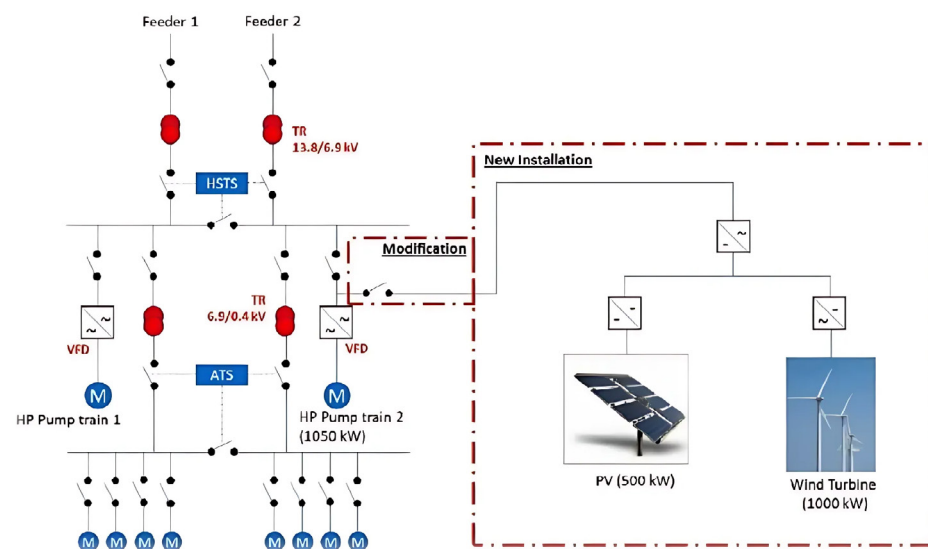 Feeder 1
Feeder 2
TR
13.8/6.9 kV
HSTS
New Installation
Modification
TR
6.9/0.4 kV
VFD
VFD
ATS
M
M
HP Pump train 1
HP Pump train 2
(1050 kW)
PV (500 kW)
Wind Turbine
(1000 kW)
M
M
M
M
M
M
M
M